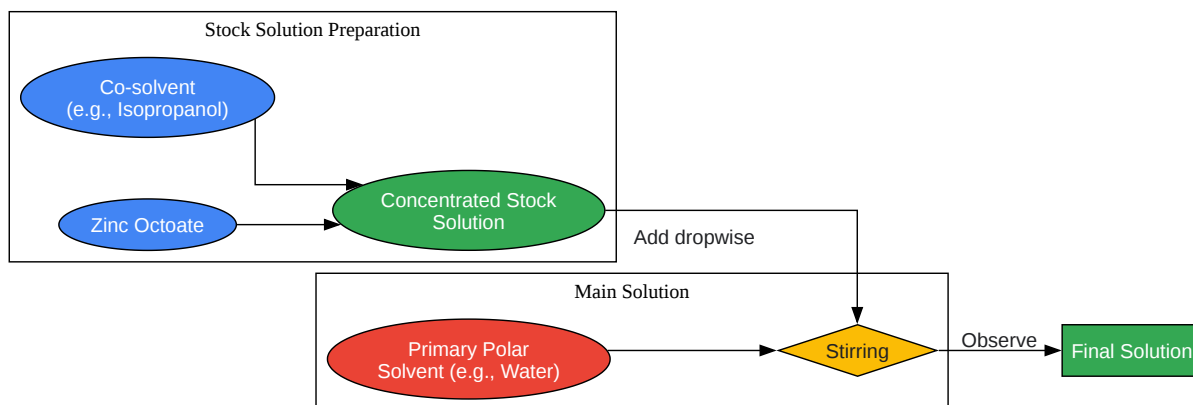 Stock Solution Preparation
Co-solvent
(e.g., Isopropanol)
Zinc Octoate
Concentrated Stock
Solution
Add dropwise
Main Solution
Primary Polar
Solvent (e.g., Water)
Stirring
Observe
Final Solution